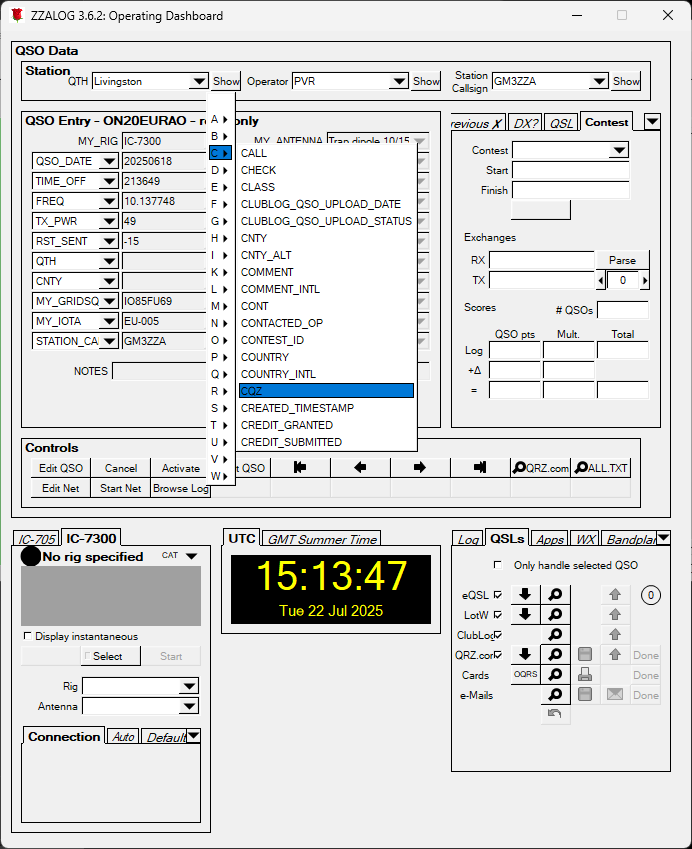 ZZALOG 3.6.2: Operating Dashboard
QSO Data
Station
QTH Livingston Show Operator PVR Show Station Callsign GM3ZZA Show
QSO Entry - ON20EURAO - r only
MY_RIG IC-7300 MY_ANTENNA Trap dipole 10/15
QSO_DATE 20250618
TIME_OFF 213649
FREQ 10.137748
TX_PWR 49
RST_SENT -15
QTH
CNTY
MY_GRIDSQ IO85FU69
MY_IOTA EU-005
STATION_CA GM3ZZA
NOTES
A
B
C
D
E
F
G
H
I
K
L
M
N
O
P
Q
R
S
T
U
V
W
CALL
CHECK
CLASS
CLUBLOG_QSO_UPLOAD_DATE
CLUBLOG_QSO_UPLOAD_STATUS
CNTY
CNTY_ALT
COMMENT
COMMENT_INTL
CONT
CONTACTED_OP
CONTEST_ID
COUNTRY
COUNTRY_INTL
CQZ
CREATED_TIMESTAMP
CREDIT_GRANTED
CREDIT_SUBMITTED
revious X DX? QSL Contest
Contest
Start
Finish
Exchanges
RX Parse
TX 0
Scores # QSOs
QSO pts Mult. Total
Log
+Δ
=
Controls
Edit QSO Cancel Activate t QSO QRZ.com ALL.TXT
Edit Net Start Net Browse Log
IC-705 IC-7300
No rig specified CAT
Display instantaneous
Select Start
Rig
Antenna
Connection Auto Default
UTC GMT Summer Time
15:13:47
Tue 22 Jul 2025
Log QSLs Apps WX Bandplan
Only handle selected QSO
eQSL 0
LotW
ClubLog
QRZ.com Done
Cards OQRS Done
e-Mails Done